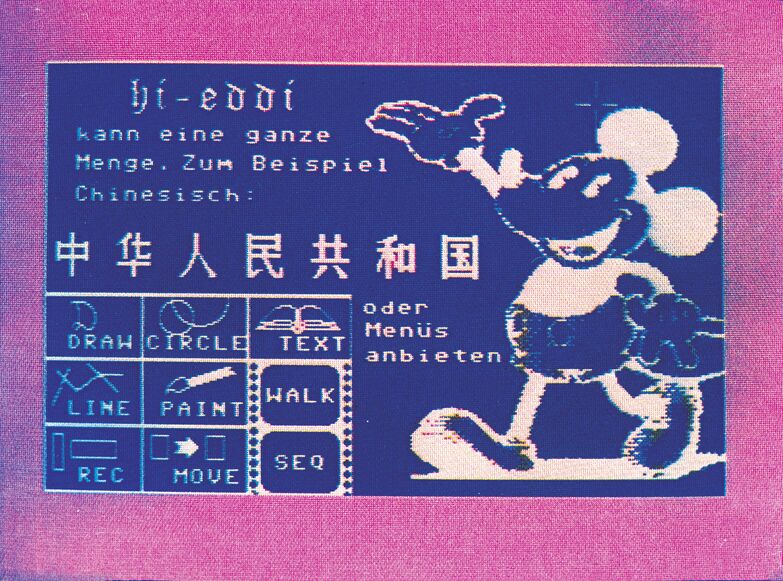 hi-eddi
kann eine ganze
Menge. Zum Beispiel
Chinesisch:
中华人民共和国
oder
Menüs
anbieten
DRAW CIRCLE TEXT
LINE PAINT WALK
REC MOVE SEQ